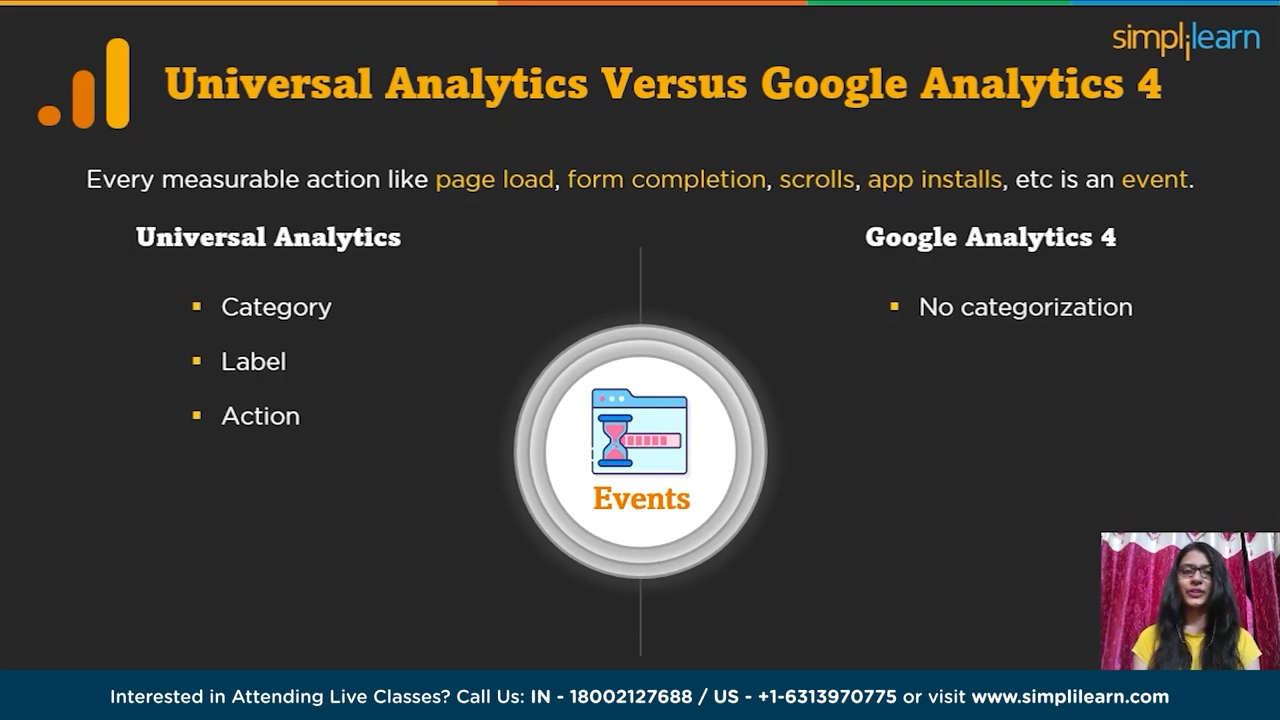 simplilearn
Universal Analytics Versus Google Analytics 4
Every measurable action like page load, form completion, scrolls, app installs, etc is an event.
Universal Analytics
Category
Label
Action
Google Analytics 4
No categorization
Events
Interested in Attending Live Classes? Call Us: IN - 18002127688 / US - +1-6313970775 or visit www.simplilearn.com